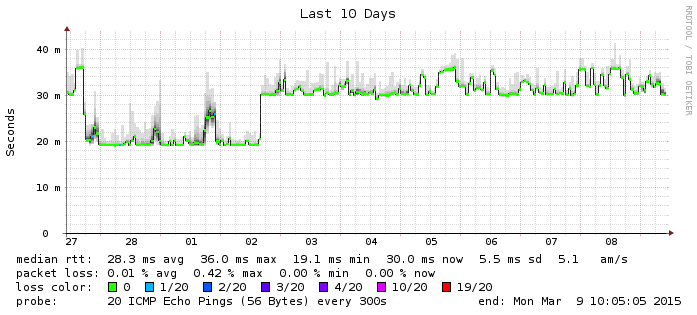 Last 10 Days
RRDTOOL / TOBI OETIKER
Seconds
40 m
30 m
20 m
10 m
0
27 28 01 02 03 04 05 06 07 08
median rtt: 28.3 ms avg 36.0 ms max 19.1 ms min 30.0 ms now 5.5 ms sd 5.1 am/s
packet loss: 0.01 % avg 0.42 % max 0.00 % min 0.00 % now
loss color: 0 1/20 2/20 3/20 4/20 10/20 19/20
probe: 20 ICMP Echo Pings (56 Bytes) every 300s end: Mon Mar 9 10:05:05 2015